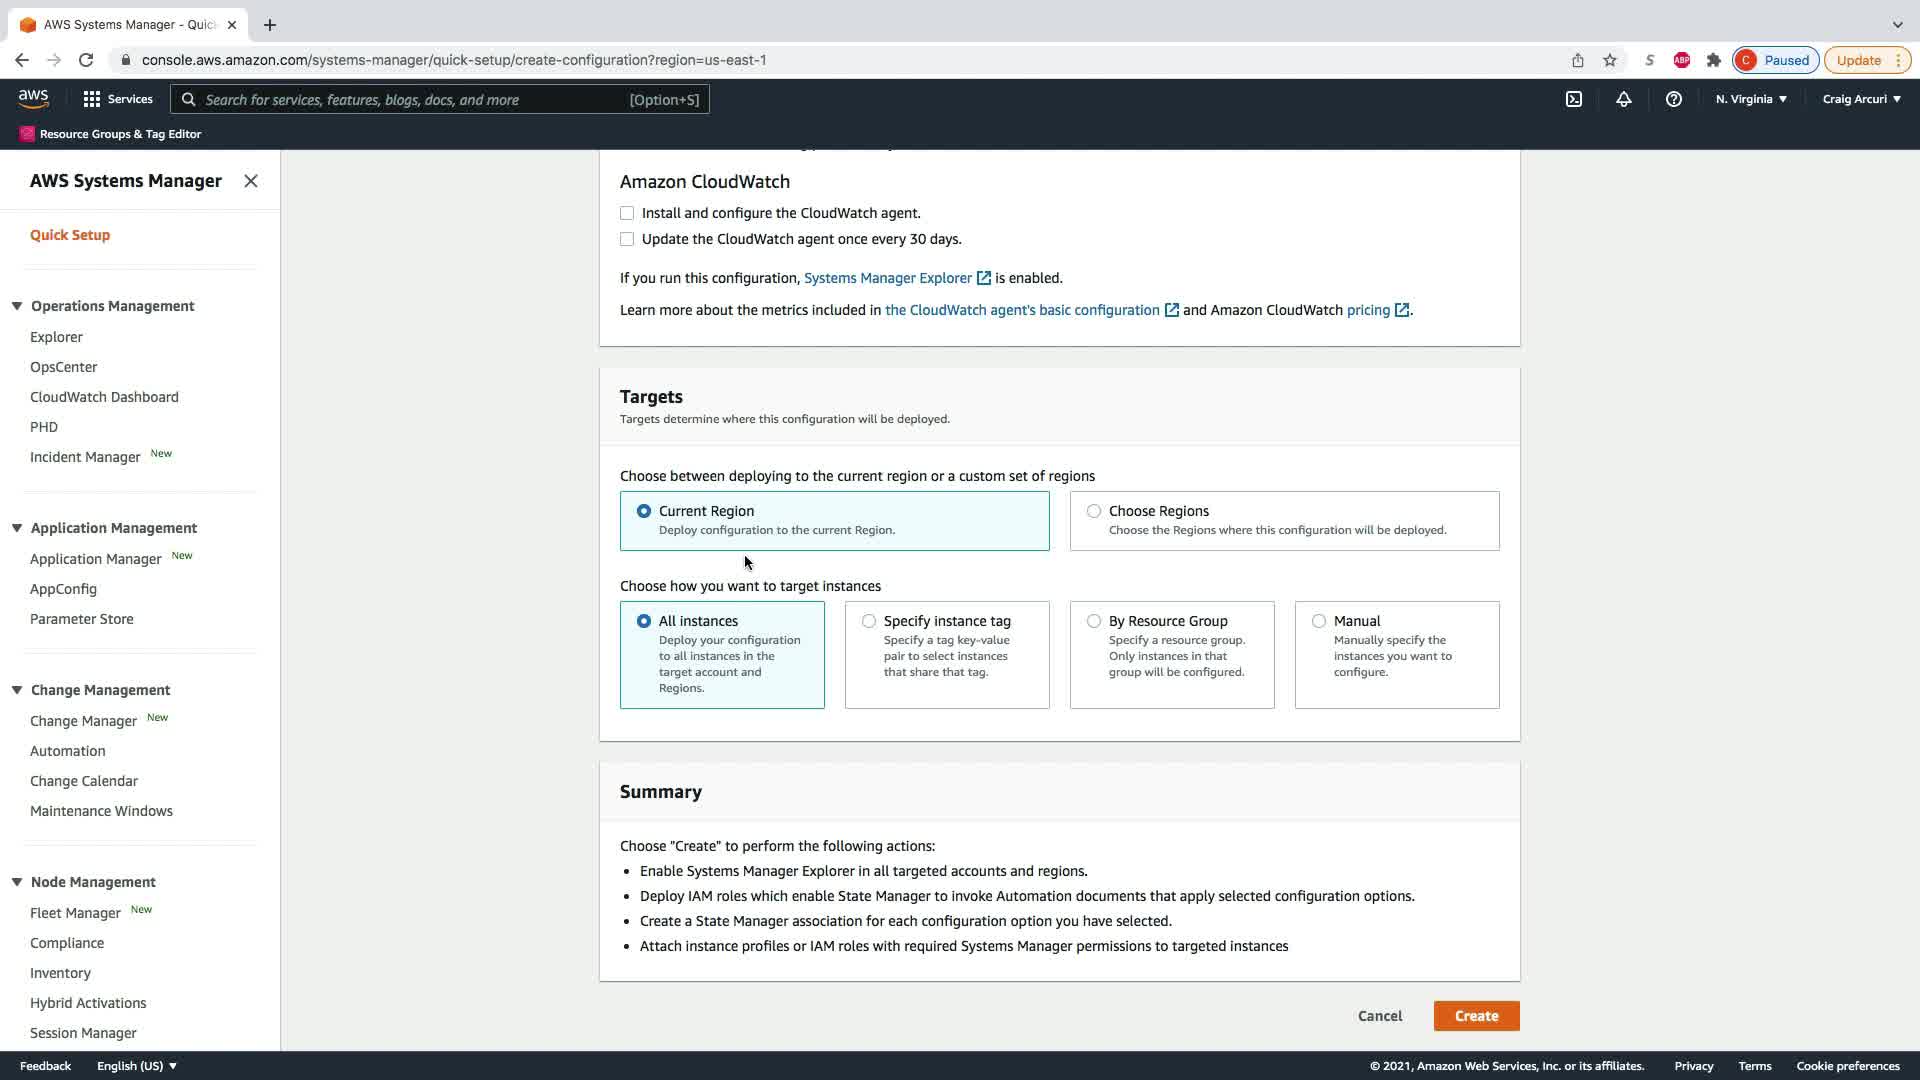 AWS Systems Manager - Quic
console.aws.amazon.com/systems-manager/quick-setup/create-configuration?region=us-east-1
S
ABP
C
Paused
Update
aws
Services
Search for services, features, blogs, docs, and more
[Option+S]
N. Virginia
Craig Arcuri
Resource Groups & Tag Editor
AWS Systems Manager
Quick Setup
Operations Management
Explorer
OpsCenter
CloudWatch Dashboard
PHD
Incident Manager New
Application Management
Application Manager New
AppConfig
Parameter Store
Change Management
Change Manager New
Automation
Change Calendar
Maintenance Windows
Node Management
Fleet Manager New
Compliance
Inventory
Hybrid Activations
Session Manager
Amazon CloudWatch
Install and configure the CloudWatch agent.
Update the CloudWatch agent once every 30 days.
If you run this configuration, Systems Manager Explorer is enabled.
Learn more about the metrics included in the CloudWatch agent's basic configuration and Amazon CloudWatch pricing .
Targets
Targets determine where this configuration will be deployed.
Choose between deploying to the current region or a custom set of regions
Current Region
Deploy configuration to the current Region.
Choose Regions
Choose the Regions where this configuration will be deployed.
Choose how you want to target instances
All instances
Deploy your configuration
to all instances in the
target account and
Regions.
Specify instance tag
Specify a tag key-value
pair to select instances
that share that tag.
By Resource Group
Specify a resource group.
Only instances in that
group will be configured.
Manual
Manually specify the
instances you want to
configure.
Summary
Choose "Create" to perform the following actions:
• Enable Systems Manager Explorer in all targeted accounts and regions.
• Deploy IAM roles which enable State Manager to invoke Automation documents that apply selected configuration options.
• Create a State Manager association for each configuration option you have selected.
• Attach instance profiles or IAM roles with required Systems Manager permissions to targeted instances
Cancel
Create
Feedback
English (US)
© 2021, Amazon Web Services, Inc. or its affiliates.
Privacy
Terms
Cookie preferences